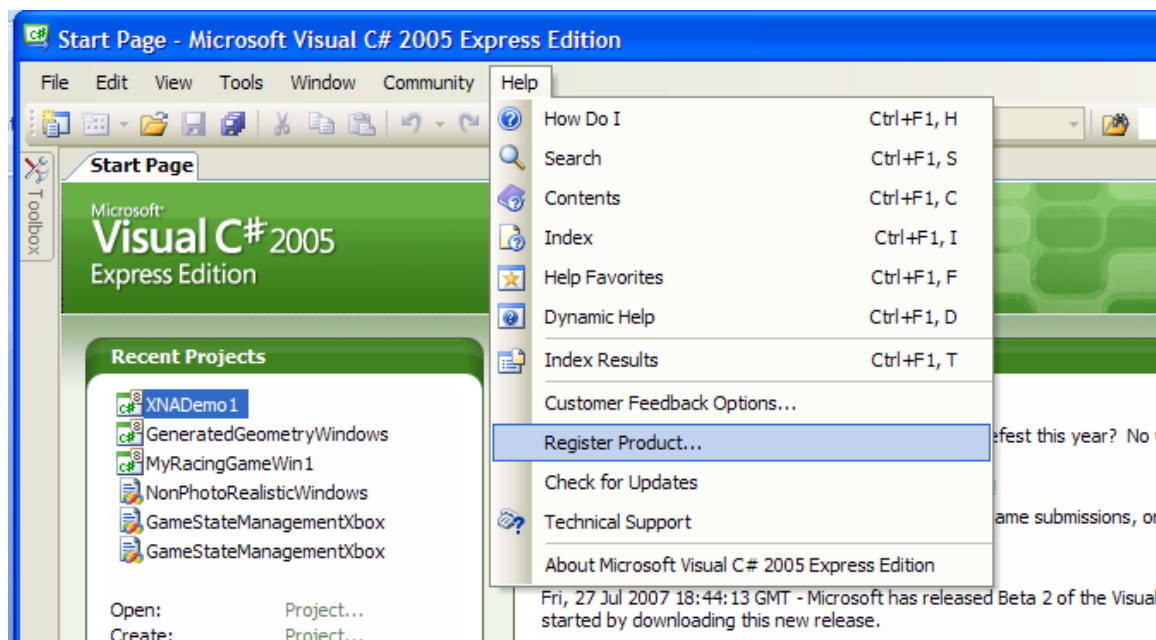 Start Page - Microsoft Visual C# 2005 Express Edition
File Edit View Tools Window Community Help
How Do I Ctrl+F1, H
Search Ctrl+F1, S
Contents Ctrl+F1, C
Index Ctrl+F1, I
Help Favorites Ctrl+F1, F
Dynamic Help Ctrl+F1, D
Index Results Ctrl+F1, T
Customer Feedback Options...
Register Product...
Check for Updates
Technical Support
About Microsoft Visual C# 2005 Express Edition
Toolbox
Start Page
Microsoft
Visual C# 2005
Express Edition
Recent Projects
XNADemo1
GeneratedGeometryWindows
MyRacingGameWin1
NonPhotoRealisticWindows
GameStateManagementXbox
GameStateManagementXbox
Open: Project...
Create: Project...
efest this year? No
ame submissions, or
Fri, 27 Jul 2007 18:44:13 GMT - Microsoft has released Beta 2 of the Visual
started by downloading this new release.